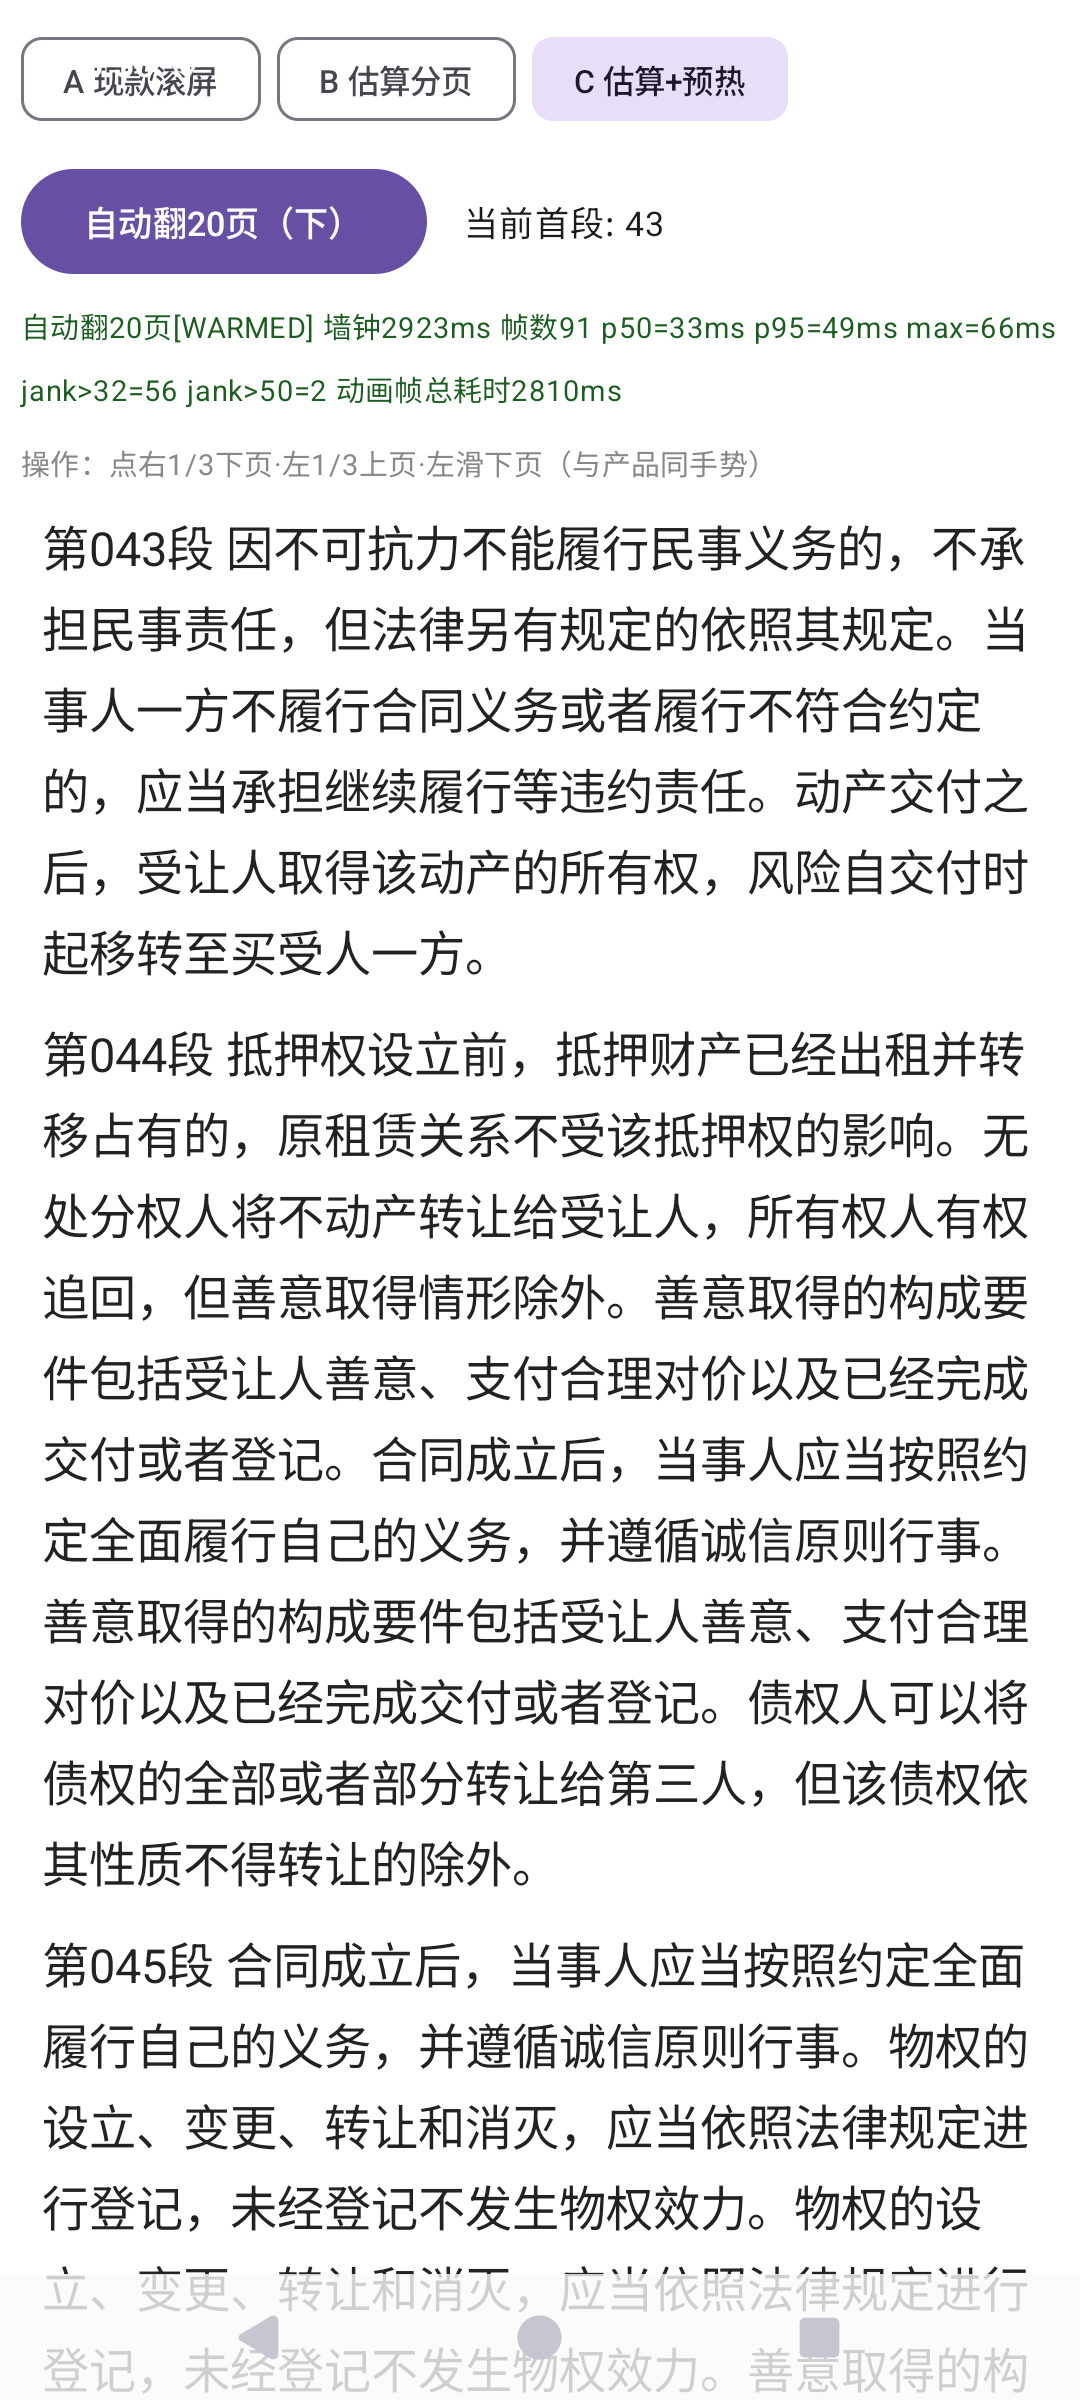 A 现款滚屏 B 估算分页 C 估算+预热
自动翻20页（下） 当前首段: 43
自动翻20页[WARMED] 墙钟2923ms 帧数91 p50=33ms p95=49ms max=66ms
jank>32=56 jank>50=2 动画帧总耗时2810ms
操作：点右1/3下页·左1/3上页·左滑下页（与产品同手势）
第043段 因不可抗力不能履行民事义务的，不承
担民事责任，但法律另有规定的依照其规定。当
事人一方不履行合同义务或者履行不符合约定
的，应当承担继续履行等违约责任。动产交付之
后，受让人取得该动产的所有权，风险自交付时
起移转至买受人一方。
第044段 抵押权设立前，抵押财产已经出租并转
移占有的，原租赁关系不受该抵押权的影响。无
处分权人将不动产转让给受让人，所有权人有权
追回，但善意取得情形除外。善意取得的构成要
件包括受让人善意、支付合理对价以及已经完成
交付或者登记。合同成立后，当事人应当按照约
定全面履行自己的义务，并遵循诚信原则行事。
善意取得的构成要件包括受让人善意、支付合理
对价以及已经完成交付或者登记。债权人可以将
债权的全部或者部分转让给第三人，但该债权依
其性质不得转让的除外。
第045段 合同成立后，当事人应当按照约定全面
履行自己的义务，并遵循诚信原则行事。物权的
设立、变更、转让和消灭，应当依照法律规定进
行登记，未经登记不发生物权效力。物权的设
立、变更、转让和消灭，应当依照法律规定进行
登记，未经登记不发生物权效力。善意取得的构